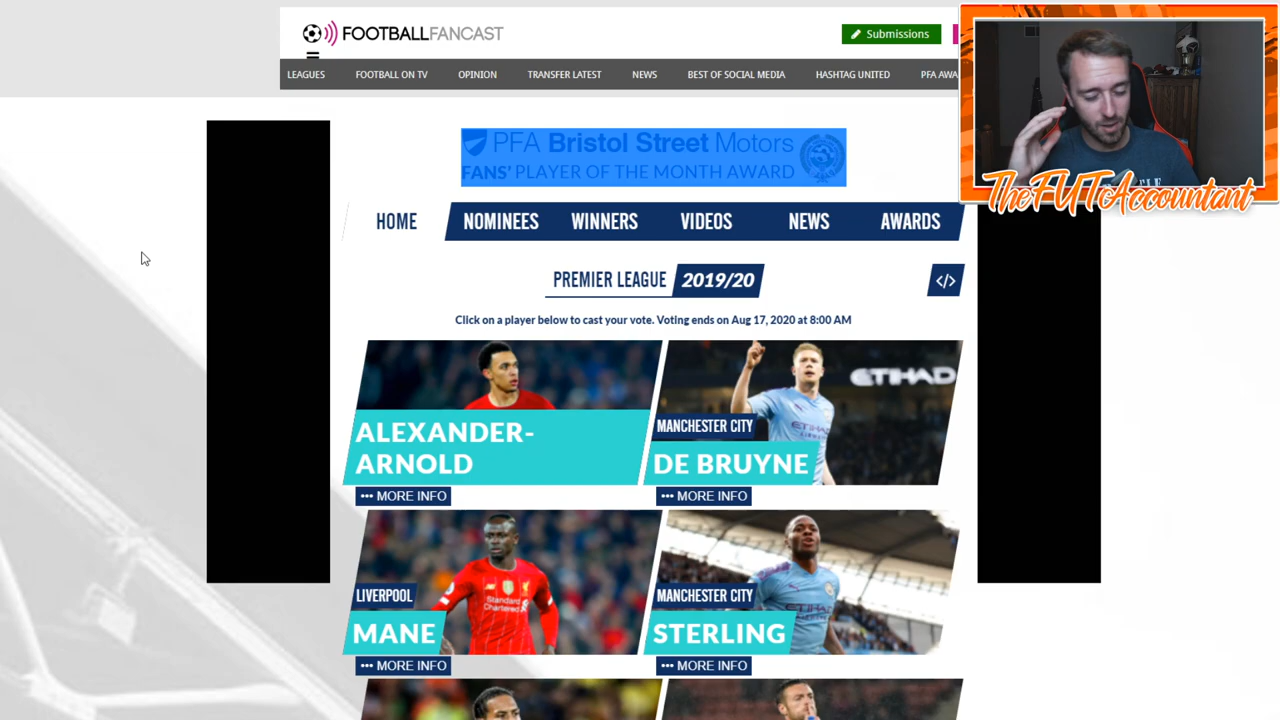 FOOTBALLFANCAST
Submissions
LEAGUES FOOTBALL ON TV OPINION TRANSFER LATEST NEWS BEST OF SOCIAL MEDIA HASHTAG UNITED PFA AWA
TheFUTAccountant
PFA Bristol Street Motors
FANS' PLAYER OF THE MONTH AWARD
HOME NOMINEES WINNERS VIDEOS NEWS AWARDS
PREMIER LEAGUE 2019/20
</>
Click on a player below to cast your vote. Voting ends on Aug 17, 2020 at 8:00 AM
ALEXANDER-
ARNOLD
••• MORE INFO
ETIHAD
MANCHESTER CITY
DE BRUYNE
••• MORE INFO
LIVERPOOL
MANE
Standard
Chartered
••• MORE INFO
MANCHESTER CITY
STERLING
••• MORE INFO